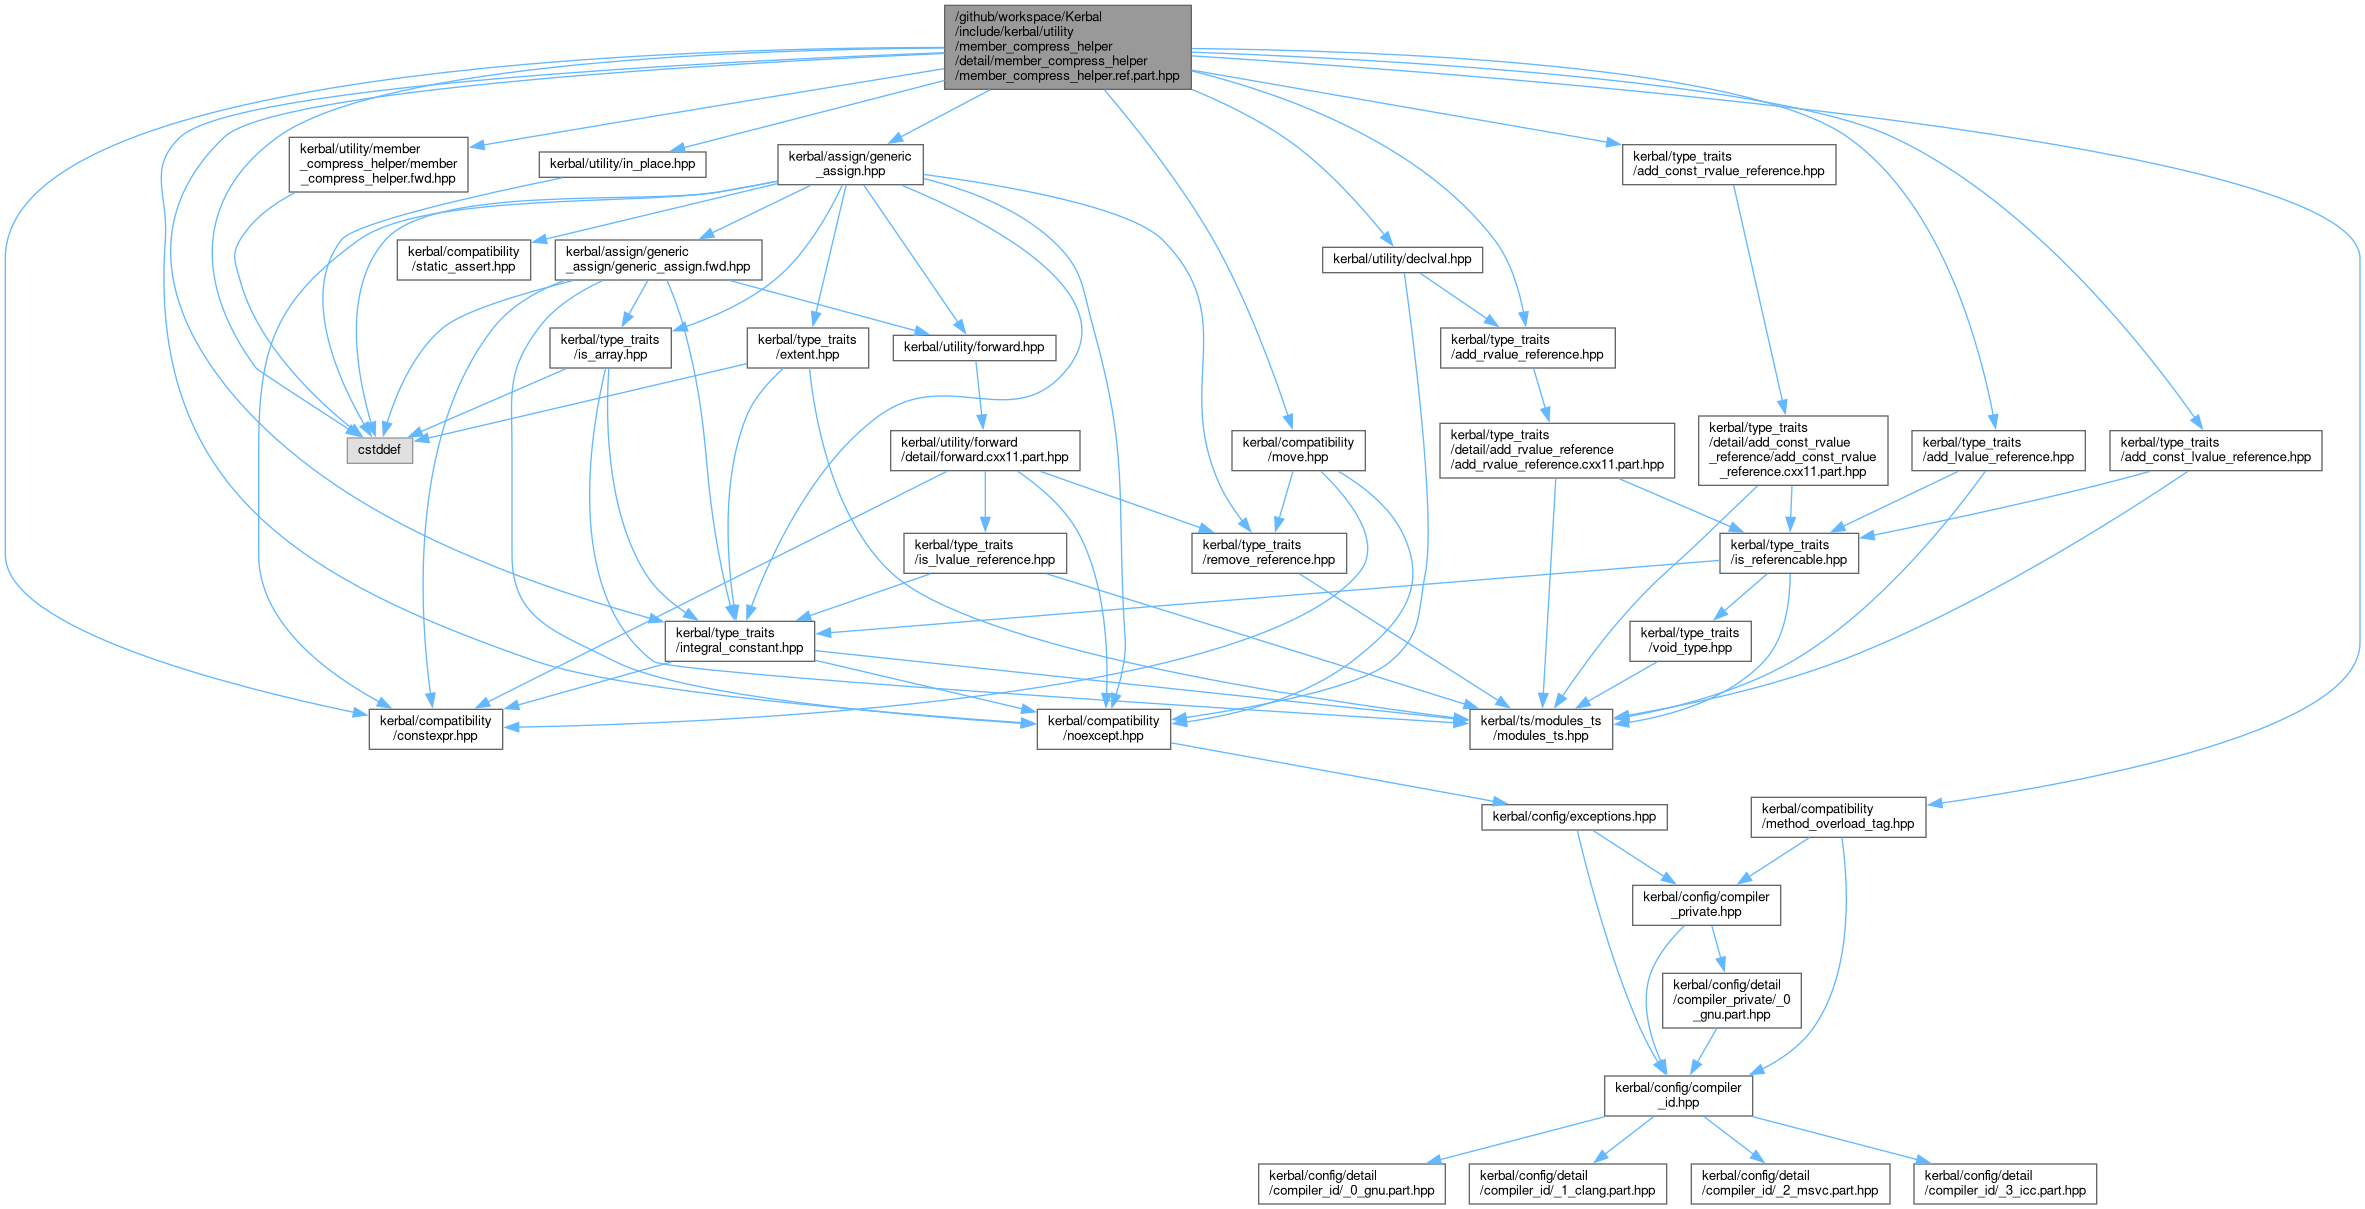 /github/workspace/Kerbal
/include/kerbal/utility
/member_compress_helper
/detail/member_compress_helper
/member_compress_helper.ref.part.hpp
kerbal/utility/member
_compress_helper/member
_compress_helper.fwd.hpp
kerbal/utility/in_place.hpp
kerbal/assign/generic
_assign.hpp
kerbal/type_traits
/add_const_rvalue_reference.hpp
kerbal/compatibility
/static_assert.hpp
kerbal/assign/generic
_assign/generic_assign.fwd.hpp
kerbal/utility/declval.hpp
kerbal/type_traits
/is_array.hpp
kerbal/type_traits
/extent.hpp
kerbal/utility/forward.hpp
kerbal/type_traits
/add_rvalue_reference.hpp
cstddef
kerbal/utility/forward
/detail/forward.cxx11.part.hpp
kerbal/compatibility
/move.hpp
kerbal/type_traits
/detail/add_rvalue_reference
/add_rvalue_reference.cxx11.part.hpp
kerbal/type_traits
/detail/add_const_rvalue
_reference/add_const_rvalue
_reference.cxx11.part.hpp
kerbal/type_traits
/add_lvalue_reference.hpp
kerbal/type_traits
/add_const_lvalue_reference.hpp
kerbal/type_traits
/is_lvalue_reference.hpp
kerbal/type_traits
/remove_reference.hpp
kerbal/type_traits
/is_referencable.hpp
kerbal/type_traits
/integral_constant.hpp
kerbal/type_traits
/void_type.hpp
kerbal/compatibility
/constexpr.hpp
kerbal/compatibility
/noexcept.hpp
kerbal/ts/modules_ts
/modules_ts.hpp
kerbal/config/exceptions.hpp
kerbal/compatibility
/method_overload_tag.hpp
kerbal/config/compiler
_private.hpp
kerbal/config/detail
/compiler_private/_0
_gnu.part.hpp
kerbal/config/compiler
_id.hpp
kerbal/config/detail
/compiler_id/_0_gnu.part.hpp
kerbal/config/detail
/compiler_id/_1_clang.part.hpp
kerbal/config/detail
/compiler_id/_2_msvc.part.hpp
kerbal/config/detail
/compiler_id/_3_icc.part.hpp